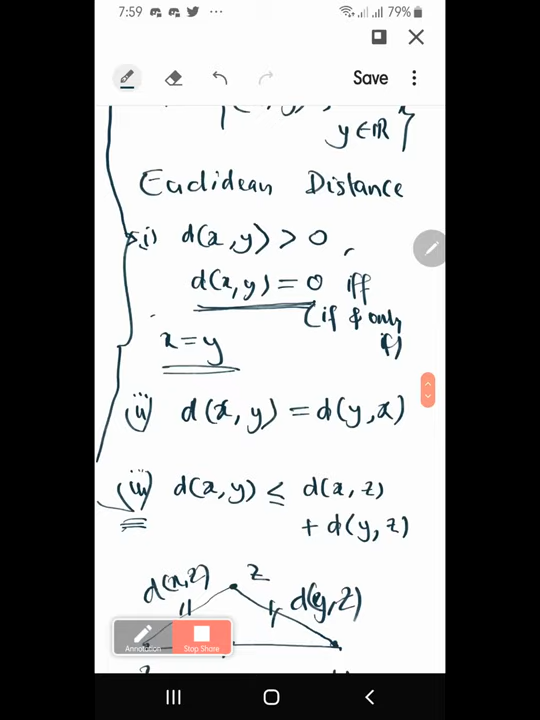 7:59
79%
Save
y ∈ ℝ }
Euclidean Distance
(i) d(x,y) > 0 ,
d(x,y) = 0 iff
(if & only
if)
x = y
(ii) d(x,y) = d(y,x)
(iii) d(x,y) ≤ d(x,z)
+ d(y,z)
d(x,z) z d(y,z)
Annotation Stop Share